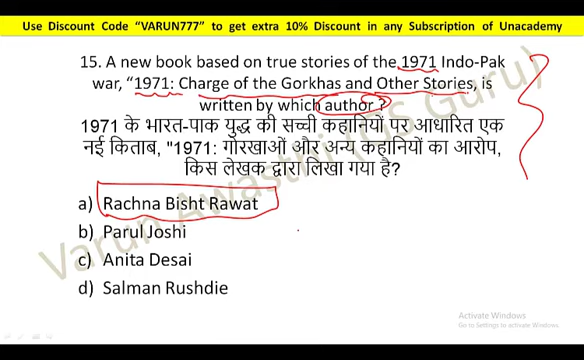 Use Discount Code "VARUN777" to get extra 10% Discount in any Subscription of Unacademy
15. A new book based on true stories of the 1971 Indo-Pak
war, "1971: Charge of the Gorkhas and Other Stories, is
written by which author ?
1971 के भारत-पाक युद्ध की सच्ची कहानियों पर आधारित एक
नई किताब, "1971: गोरखाओं और अन्य कहानियों का आरोप,
किस लेखक द्वारा लिखा गया है?
a) Rachna Bisht Rawat
b) Parul Joshi
c) Anita Desai
d) Salman Rushdie
Varun Awasthi (GS Guru)
Activate Windows
Go to Settings to activate Windows.